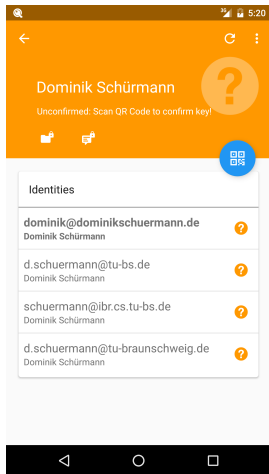 3G 5:20
Dominik Schürmann
Unconfirmed: Scan QR Code to confirm key!
Identities
dominik@dominikschuermann.de
Dominik Schürmann
d.schuermann@tu-bs.de
Dominik Schürmann
schuermann@ibr.cs.tu-bs.de
Dominik Schürmann
d.schuermann@tu-braunschweig.de
Dominik Schürmann